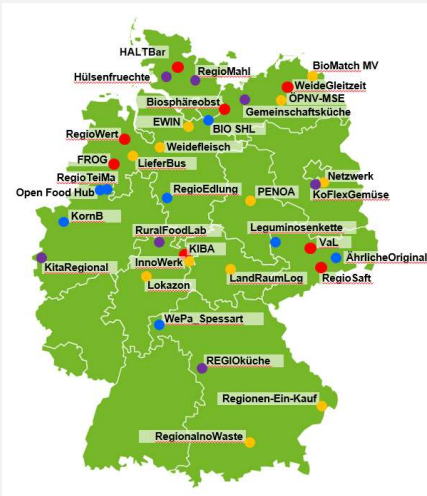 HALTBar
BioMatch MV
Hülsenfruechte
RegioMahl
WeideGleitzeit
ÖPNV-MSE
Biosphäreobst
Gemeinschaftsküche
EWIN
BIO SHL
RegioWert
Weidefleisch
FROG
LieferBus
RegioTeiMa
Netzwerk
Open Food Hub
RegioEdlung
PENOA
KoFlexGemüse
KornB
RuralFoodLab
Leguminosenkette
KIBA
VaL
KitaRegional
InnoWerk
ÄhrlicheOriginal
Lokazon
LandRaumLog
RegioSaft
WePa_Spessart
REGIOküche
Regionen-Ein-Kauf
RegionalnoWaste